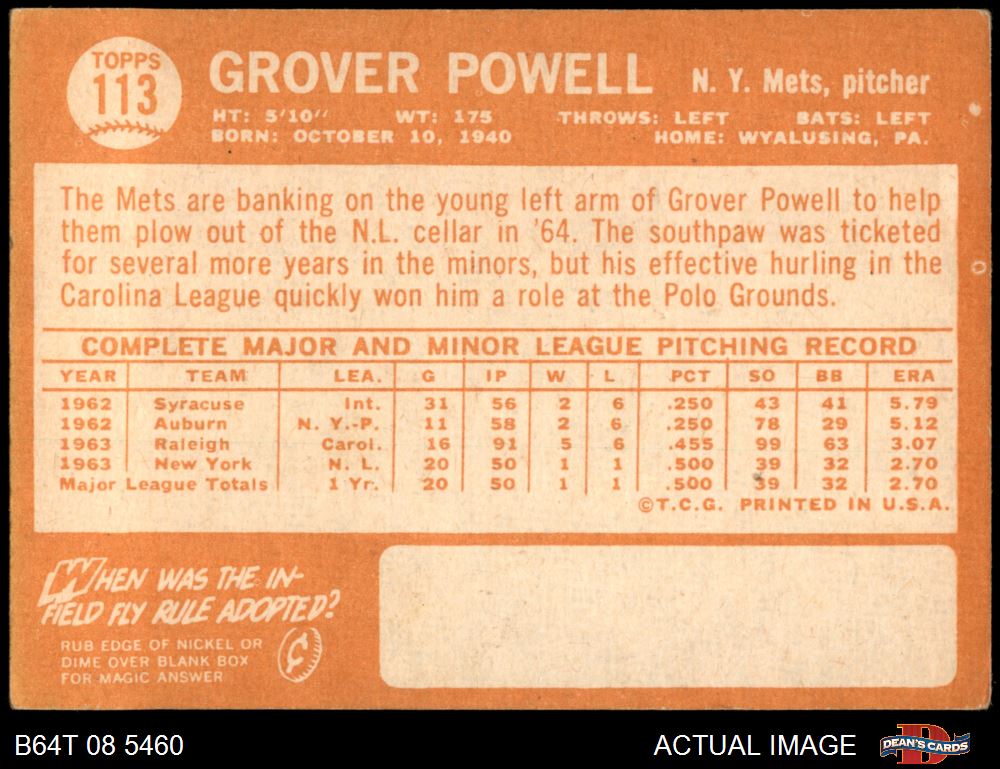 TOPPS
113
GROVER POWELL N. Y. Mets, pitcher
HT: 5'10" WT: 175 THROWS: LEFT BATS: LEFT
BORN: OCTOBER 10, 1940 HOME: WYALUSING, PA.
The Mets are banking on the young left arm of Grover Powell to help
them plow out of the N.L. cellar in '64. The southpaw was ticketed
for several more years in the minors, but his effective hurling in the
Carolina League quickly won him a role at the Polo Grounds.
COMPLETE MAJOR AND MINOR LEAGUE PITCHING RECORD
YEAR TEAM LEA. G IP W L PCT SO BB ERA
1962 Syracuse Int. 31 56 2 6 .250 43 41 5.79
1962 Auburn N. Y.-P. 11 58 2 6 .250 78 29 5.12
1963 Raleigh Carol. 16 91 5 6 .455 99 63 3.07
1963 New York N. L. 20 50 1 1 .500 39 32 2.70
Major League Totals 1 Yr. 20 50 1 1 .500 39 32 2.70
©T.C.G. PRINTED IN U.S.A.
WHEN WAS THE IN-
FIELD FLY RULE ADOPTED?
RUB EDGE OF NICKEL OR
DIME OVER BLANK BOX
FOR MAGIC ANSWER
¢
B64T 08 5460 ACTUAL IMAGE D DEAN'S CARDS